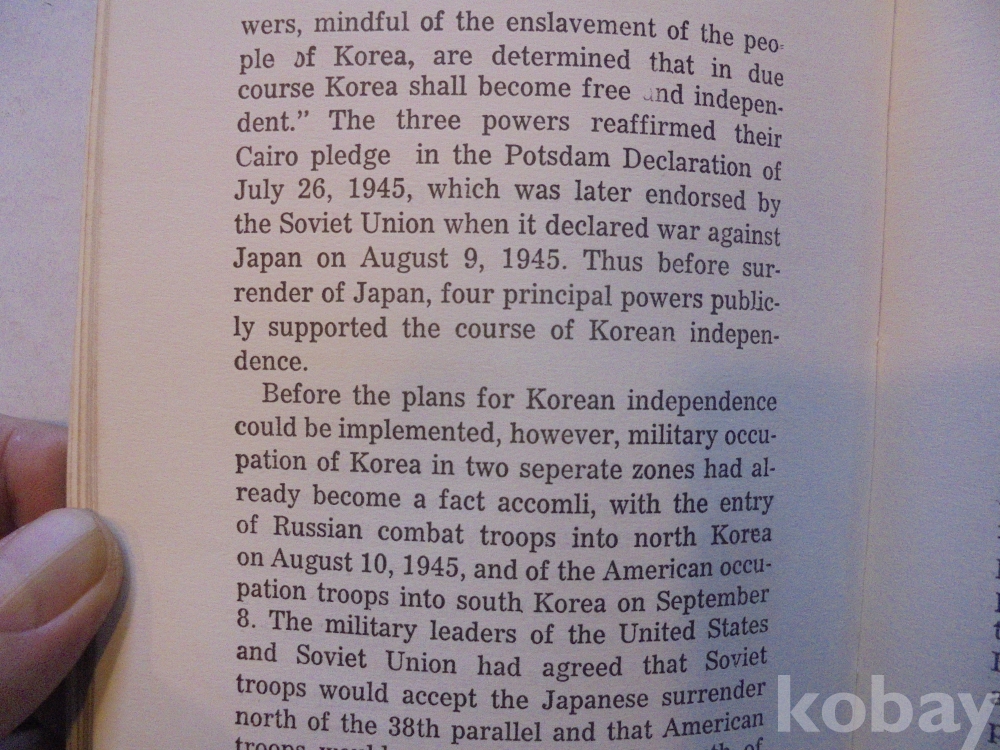 wers, mindful of the enslavement of the peo-
ple of Korea, are determined that in due
course Korea shall become free and indepen-
dent." The three powers reaffirmed their
Cairo pledge in the Potsdam Declaration of
July 26, 1945, which was later endorsed by
the Soviet Union when it declared war against
Japan on August 9, 1945. Thus before sur-
render of Japan, four principal powers public-
ly supported the course of Korean indepen-
dence.
Before the plans for Korean independence
could be implemented, however, military occu-
pation of Korea in two seperate zones had al-
ready become a fact accomli, with the entry
of Russian combat troops into north Korea
on August 10, 1945, and of the American occu-
pation troops into south Korea on September
8. The military leaders of the United States
and Soviet Union had agreed that Soviet
troops would accept the Japanese surrender
north of the 38th parallel and that American
troops would of
kobay